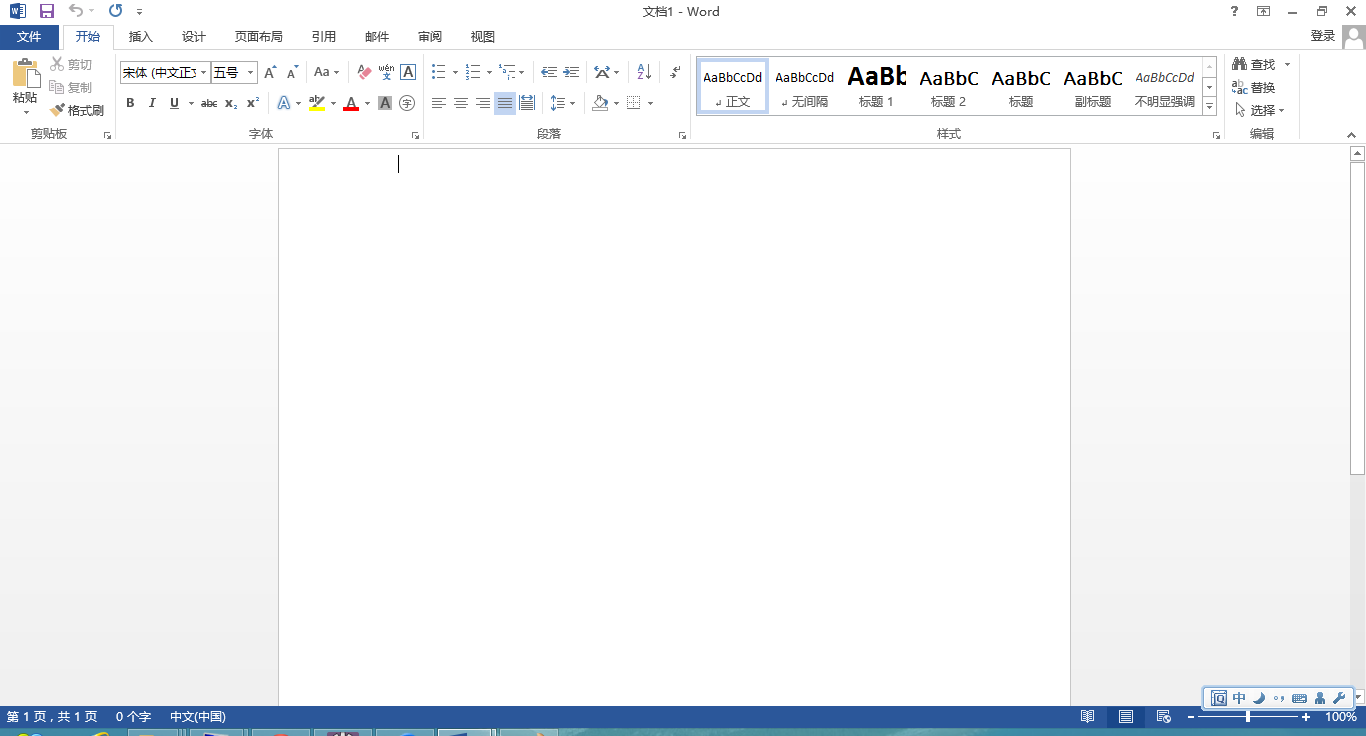 文档1 - Word
文件 开始 插入 设计 页面布局 引用 邮件 审阅 视图 登录
粘贴 剪切 复制 格式刷
剪贴板
宋体 (中文正文 五号 Aa wén 文 A
B I U abc X₂ X² A aby A A 字
字体
段落
AaBbCcDd AaBbCcDd AaBb AaBbC AaBbC AaBbC AaBbCcDd
正文 无间隔 标题 1 标题 2 标题 副标题 不明显强调
样式
查找
替换
选择
编辑
中
第 1 页，共 1 页 0 个字 中文(中国) 100%